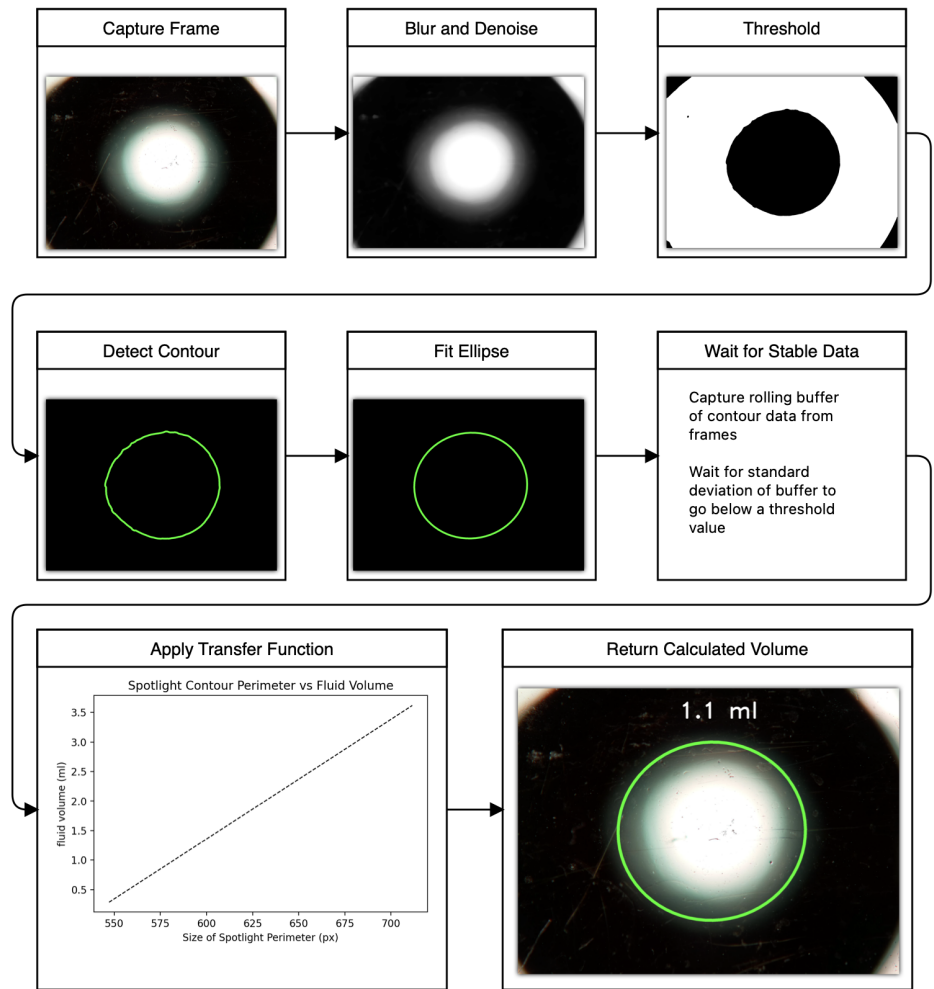 Capture Frame
Blur and Denoise
Threshold
Detect Contour
Fit Ellipse
Wait for Stable Data
Capture rolling buffer
of contour data from
frames
Wait for standard
deviation of buffer to
go below a threshold
value
Apply Transfer Function
Spotlight Contour Perimeter vs Fluid Volume
fluid volume (ml)
3.5
3.0
2.5
2.0
1.5
1.0
0.5
550 575 600 625 650 675 700
Size of Spotlight Perimeter (px)
Return Calculated Volume
1.1 ml